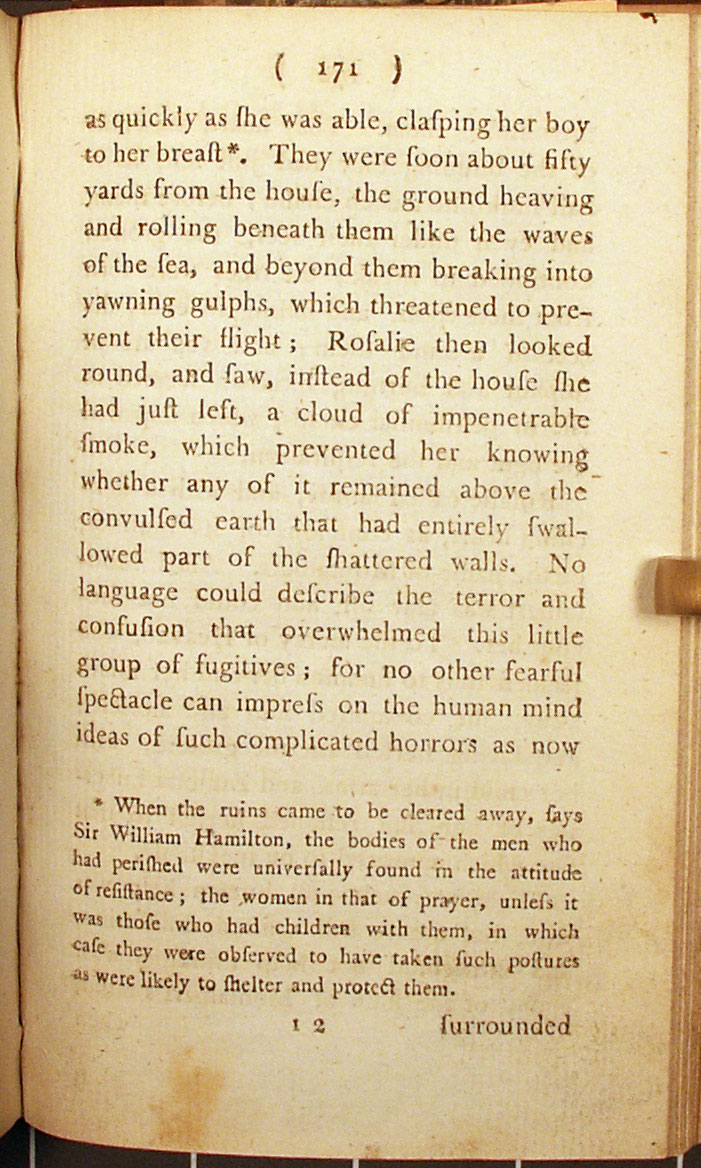 ( 171 )
as quickly as ſhe was able, claſping her boy
to her breaſt*. They were ſoon about fifty
yards from the houſe, the ground heaving
and rolling beneath them like the waves
of the ſea, and beyond them breaking into
yawning gulphs, which threatened to pre-
vent their flight; Roſalie then looked
round, and ſaw, inſtead of the houſe ſhe
had juſt left, a cloud of impenetrable
ſmoke, which prevented her knowing
whether any of it remained above the
convulſed earth that had entirely ſwal-
lowed part of the ſhattered walls. No
language could deſcribe the terror and
confuſion that overwhelmed this little
group of fugitives; for no other fearful
ſpectacle can impreſs on the human mind
ideas of ſuch complicated horrors as now
* When the ruins came to be cleared away, ſays
Sir William Hamilton, the bodies of the men who
had periſhed were univerſally found in the attitude
of reſiſtance; the women in that of prayer, unleſs it
was thoſe who had children with them, in which
caſe they were obſerved to have taken ſuch poſtures
as were likely to ſhelter and protect them.
I 2 ſurrounded